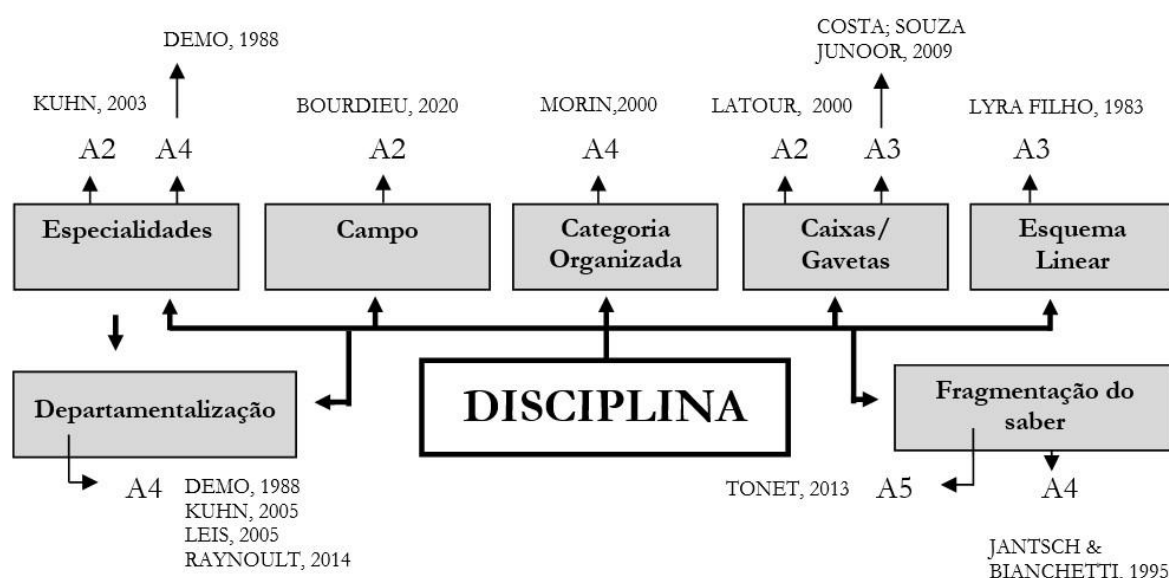 DEMO, 1988
COSTA; SOUZA
JUNOOR, 2009
KUHN, 2003
BOURDIEU, 2020
MORIN,2000
LATOUR, 2000
LYRA FILHO, 1983
A2
A4
A2
A4
A2
A3
A3
Especialidades
Campo
Categoria
Organizada
Caixas/
Gavetas
Esquema
Linear
Departamentalização
DISCIPLINA
Fragmentação do
saber
A4
DEMO, 1988
KUHN, 2005
LEIS, 2005
RAYNOULT, 2014
TONET, 2013
A5
A4
JANTSCH &
BIANCHETTI, 1995